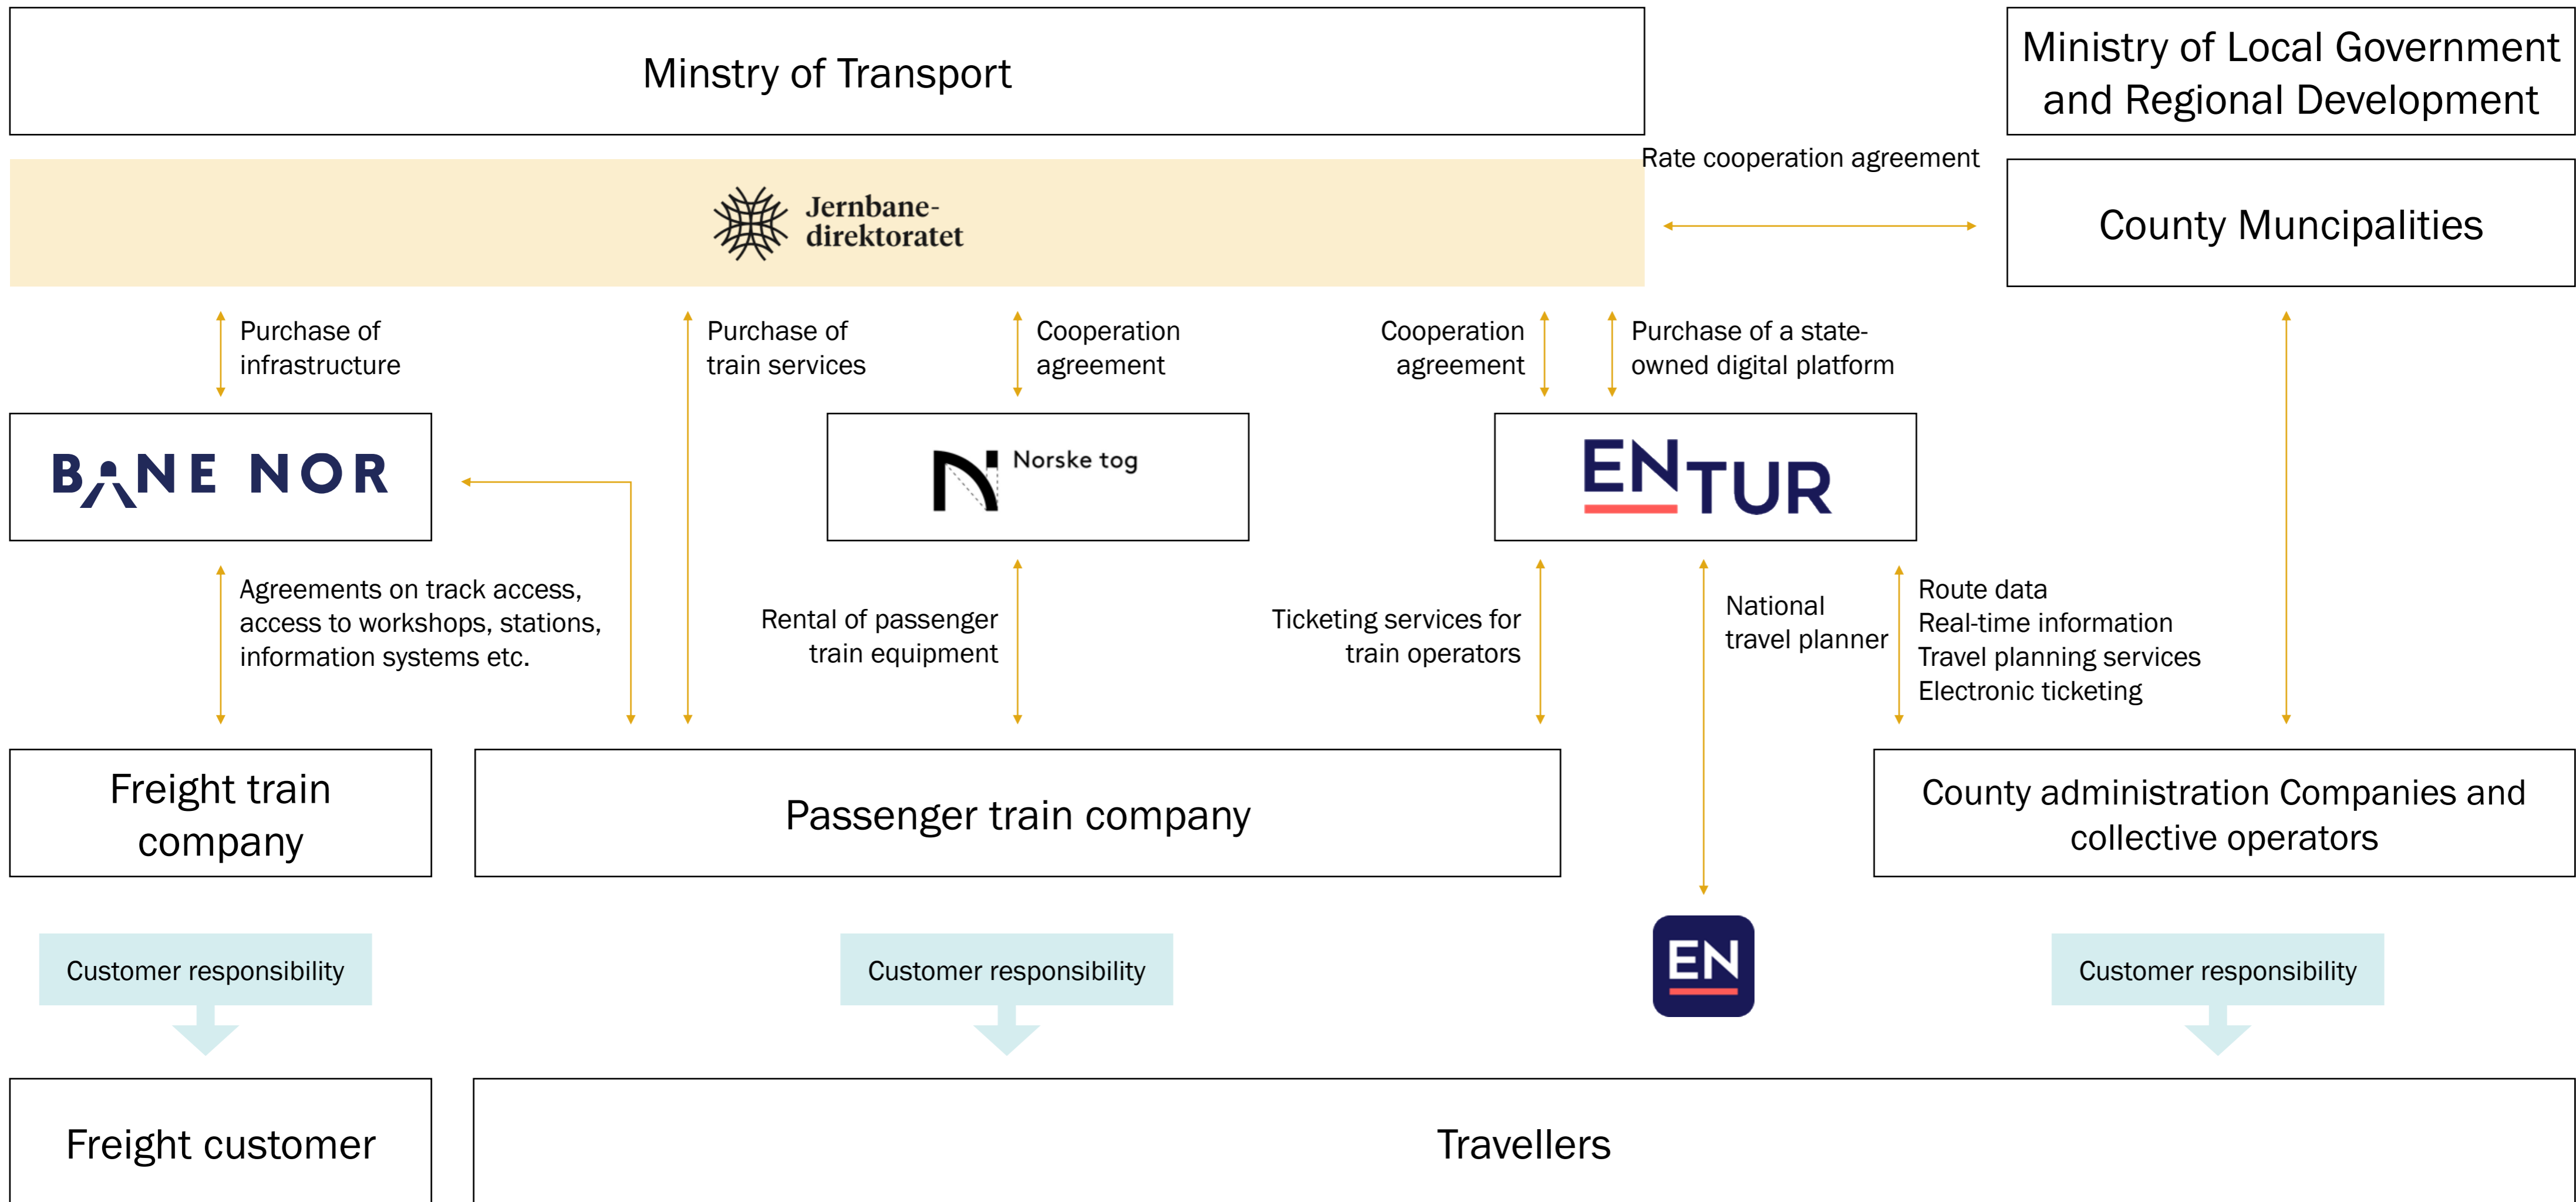 Minstry of Transport
Ministry of Local Government
and Regional Development
Rate cooperation agreement
Jernbane-
direktoratet
County Muncipalities
Purchase of
infrastructure
Purchase of
train services
Cooperation
agreement
Cooperation
agreement
Purchase of a state-
owned digital platform
BANE NOR
Norske tog
ENTUR
Agreements on track access,
access to workshops, stations,
information systems etc.
Rental of passenger
train equipment
Ticketing services for
train operators
National
travel planner
Route data
Real-time information
Travel planning services
Electronic ticketing
Freight train
company
Passenger train company
County administration Companies and
collective operators
Customer responsibility
Customer responsibility
EN
Customer responsibility
Freight customer
Travellers